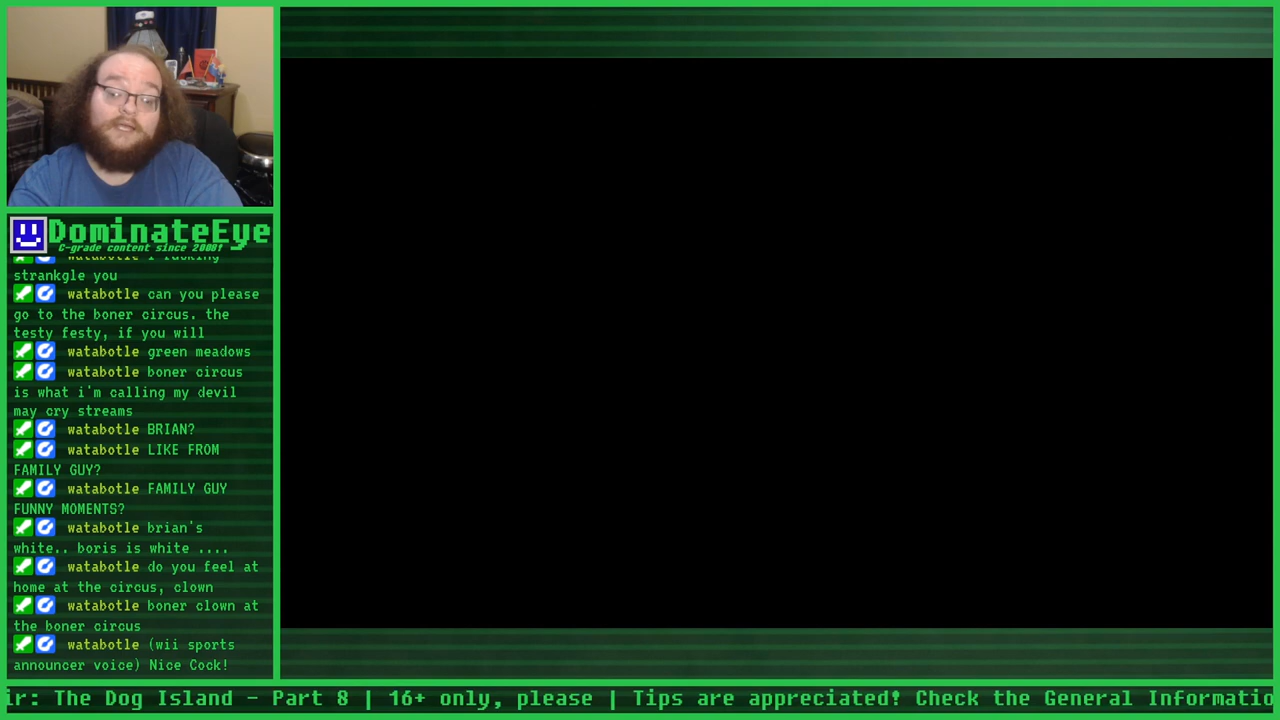 DominateEye
C-grade content since 2008!
watabotle i fucking
strankgle you
watabotle can you please
go to the boner circus. the
testy festy, if you will
watabotle green meadows
watabotle boner circus
is what i'm calling my devil
may cry streams
watabotle BRIAN?
watabotle LIKE FROM
FAMILY GUY?
watabotle FAMILY GUY
FUNNY MOMENTS?
watabotle brian's
white.. boris is white ....
watabotle do you feel at
home at the circus, clown
watabotle boner clown at
the boner circus
watabotle (wii sports
announcer voice) Nice Cock!
ir: The Dog Island - Part 8 | 16+ only, please | Tips are appreciated! Check the General Informatio